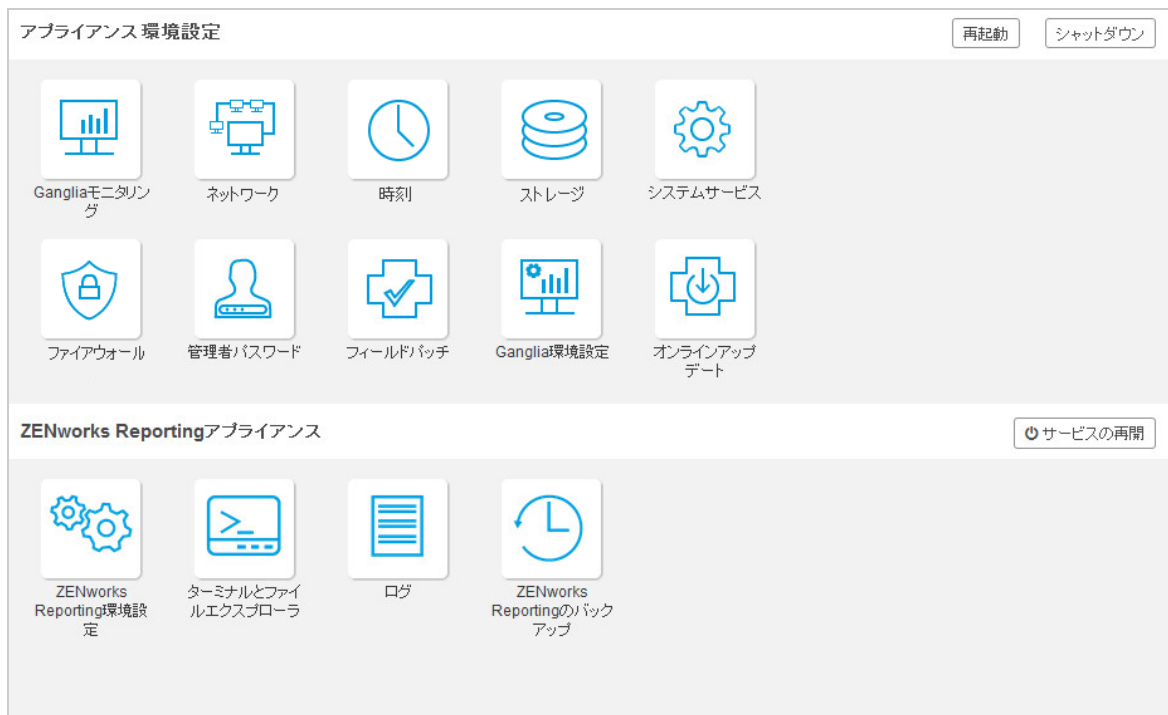 アプライアンス環境設定
再起動
シャットダウン
Gangliaモニタリン
グ
ネットワーク
時刻
ストレージ
システムサービス
ファイアウォール
管理者パスワード
フィールドパッチ
Ganglia環境設定
オンラインアップ
デート
ZENworks Reportingアプライアンス
サービスの再開
ZENworks
Reporting環境設
定
ターミナルとファイ
ルエクスプローラ
ログ
ZENworks
Reportingのバック
アップ